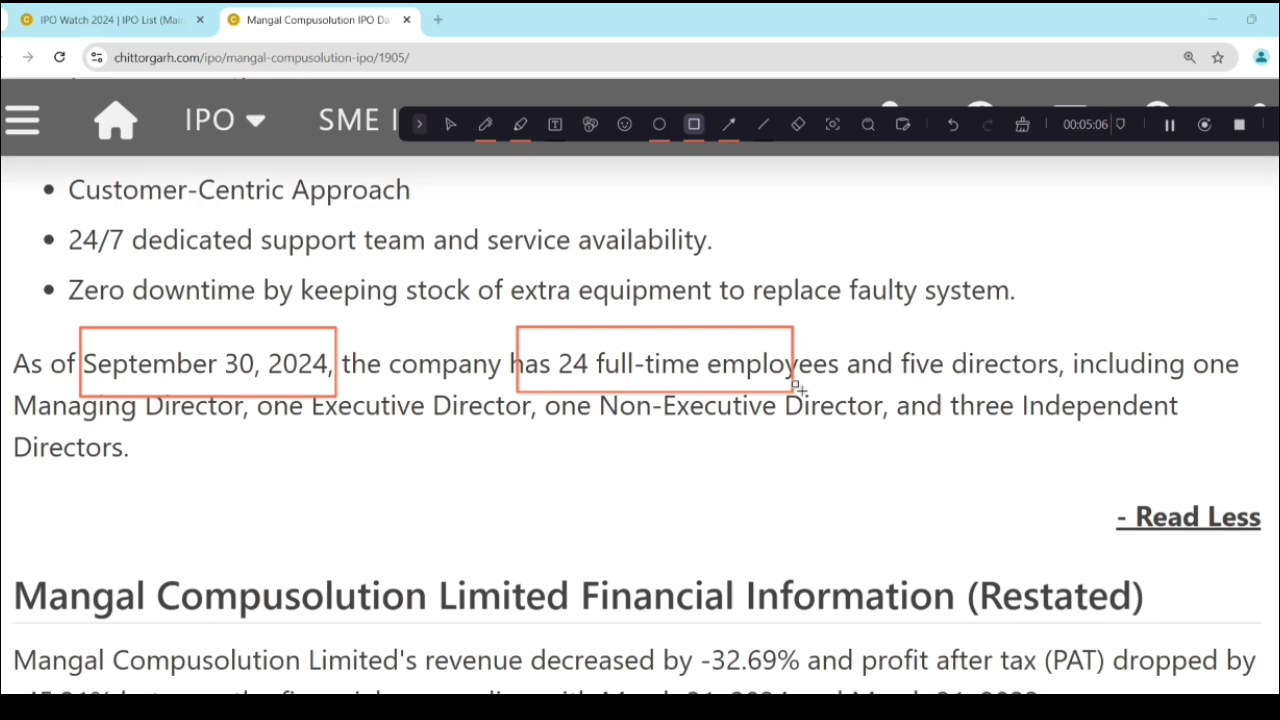 IPO Watch 2024 | IPO List (Main
Mangal Compusolution IPO Da
chittorgarh.com/ipo/mangal-compusolution-ipo/1905/
IPO
SME I
00:05:06
Customer-Centric Approach
24/7 dedicated support team and service availability.
Zero downtime by keeping stock of extra equipment to replace faulty system.
As of September 30, 2024, the company has 24 full-time employees and five directors, including one
Managing Director, one Executive Director, one Non-Executive Director, and three Independent
Directors.
- Read Less
Mangal Compusolution Limited Financial Information (Restated)
Mangal Compusolution Limited's revenue decreased by -32.69% and profit after tax (PAT) dropped by